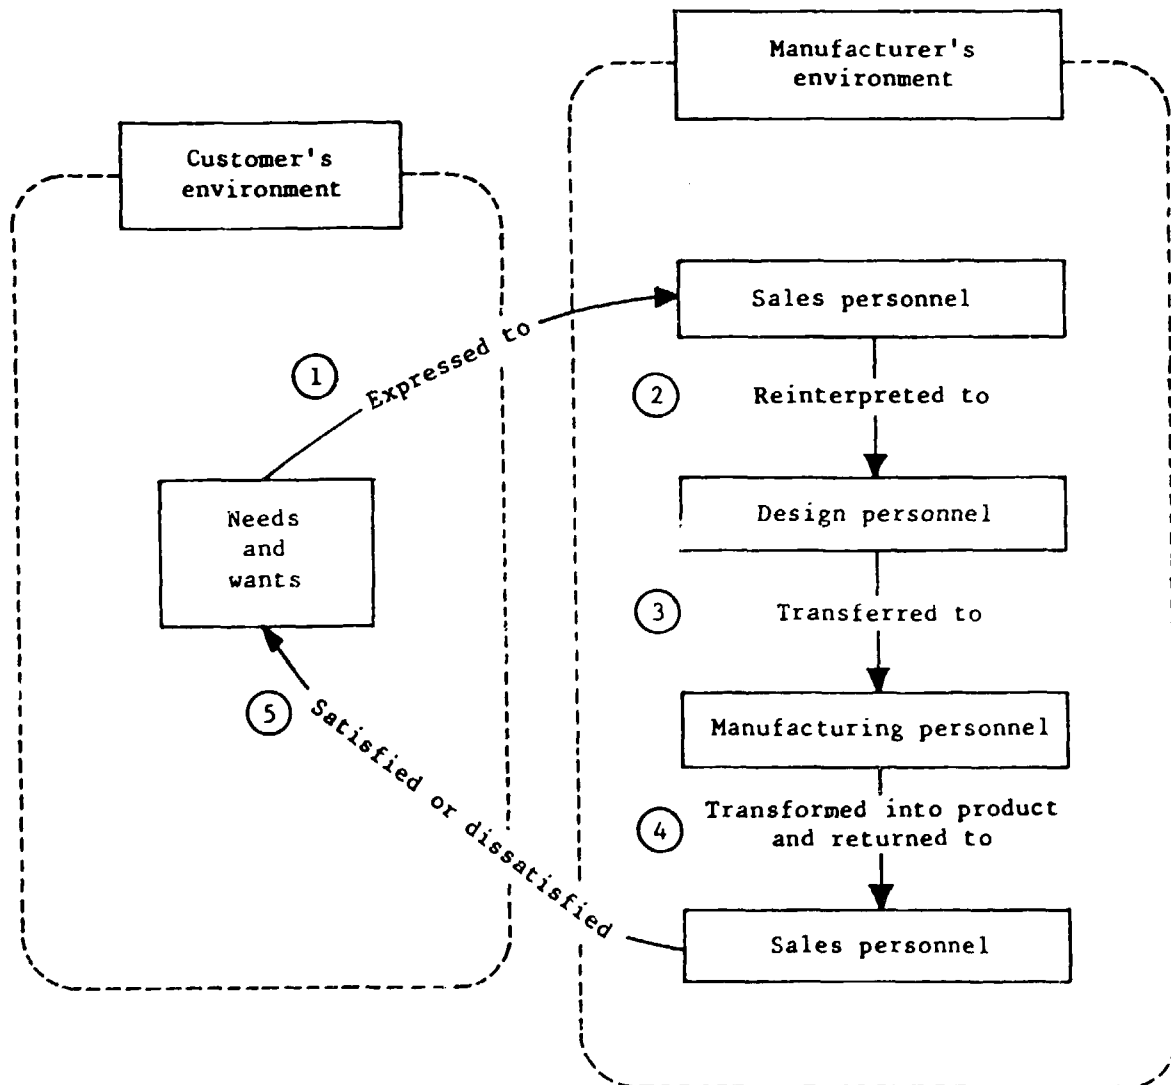 Manufacturer's
environment
Customer's
environment
Sales personnel
1
Expressed to
2
Reinterpreted to
Needs
and
wants
Design personnel
3
Transferred to
5
Satisfied or dissatisfied
Manufacturing personnel
4
Transformed into product
and returned to
Sales personnel